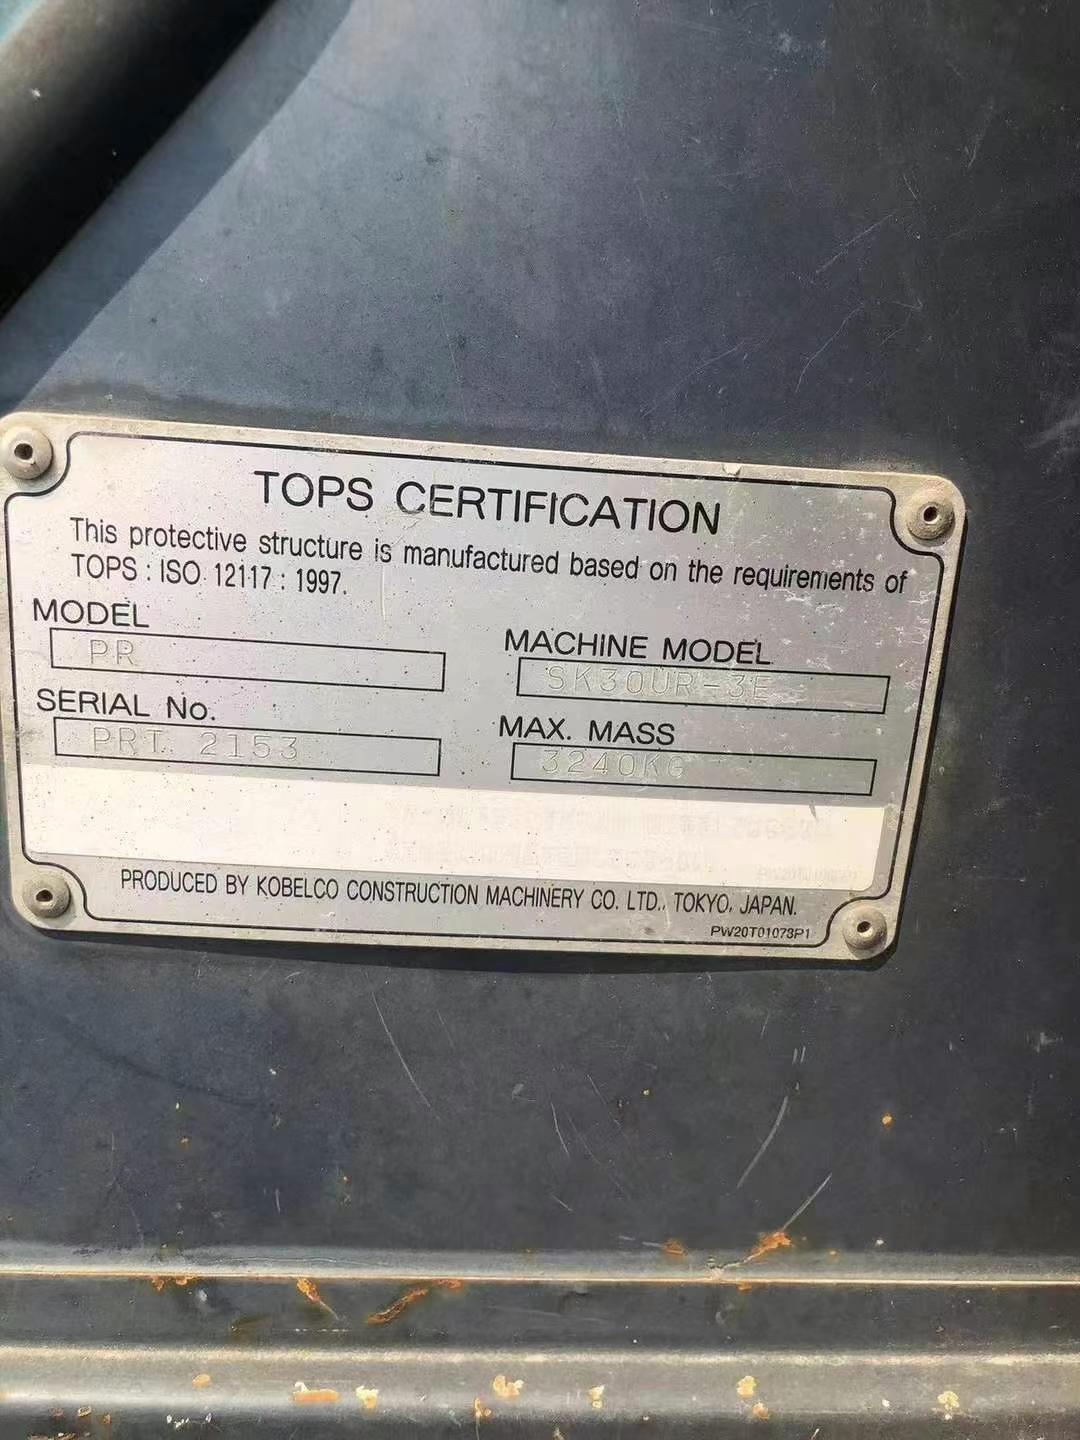 TOPS CERTIFICATION
This protective structure is manufactured based on the requirements of
TOPS : ISO 12117 : 1997.
MODEL
PR
MACHINE MODEL
SK30UR-3E
SERIAL No.
PRT 2153
MAX. MASS
3240KG
PRODUCED BY KOBELCO CONSTRUCTION MACHINERY CO. LTD., TOKYO, JAPAN.
PW20T01073P1